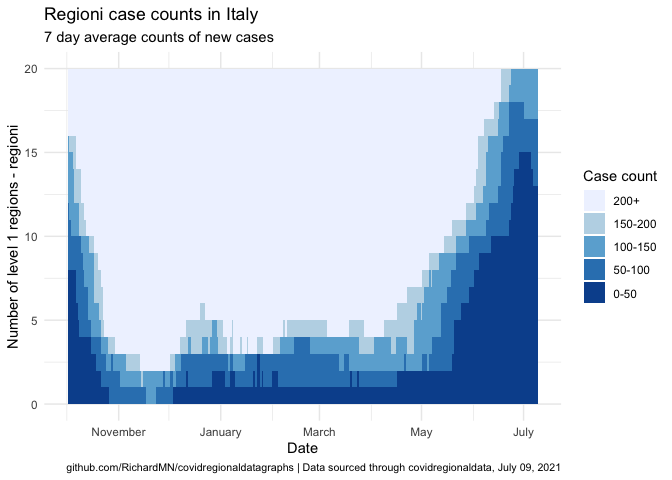 Regioni case counts in Italy
7 day average counts of new cases
Number of level 1 regions - regioni
20
15
10
5
0
November
January
March
May
July
Date
Case count
200+
150-200
100-150
50-100
0-50
github.com/RichardMN/covidregionaldatagraphs | Data sourced through covidregionaldata, July 09, 2021